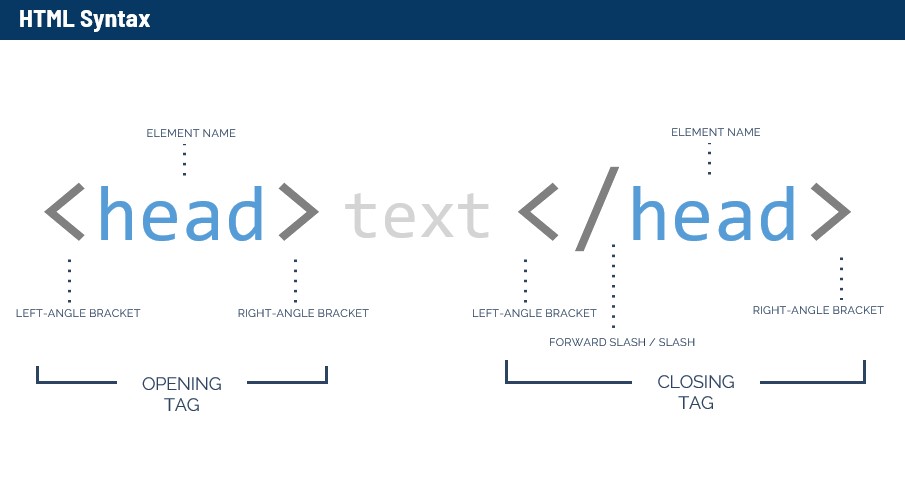 HTML Syntax
ELEMENT NAME
ELEMENT NAME
<head> text </head>
LEFT-ANGLE BRACKET
RIGHT-ANGLE BRACKET
LEFT-ANGLE BRACKET
RIGHT-ANGLE BRACKET
FORWARD SLASH / SLASH
OPENING
TAG
CLOSING
TAG